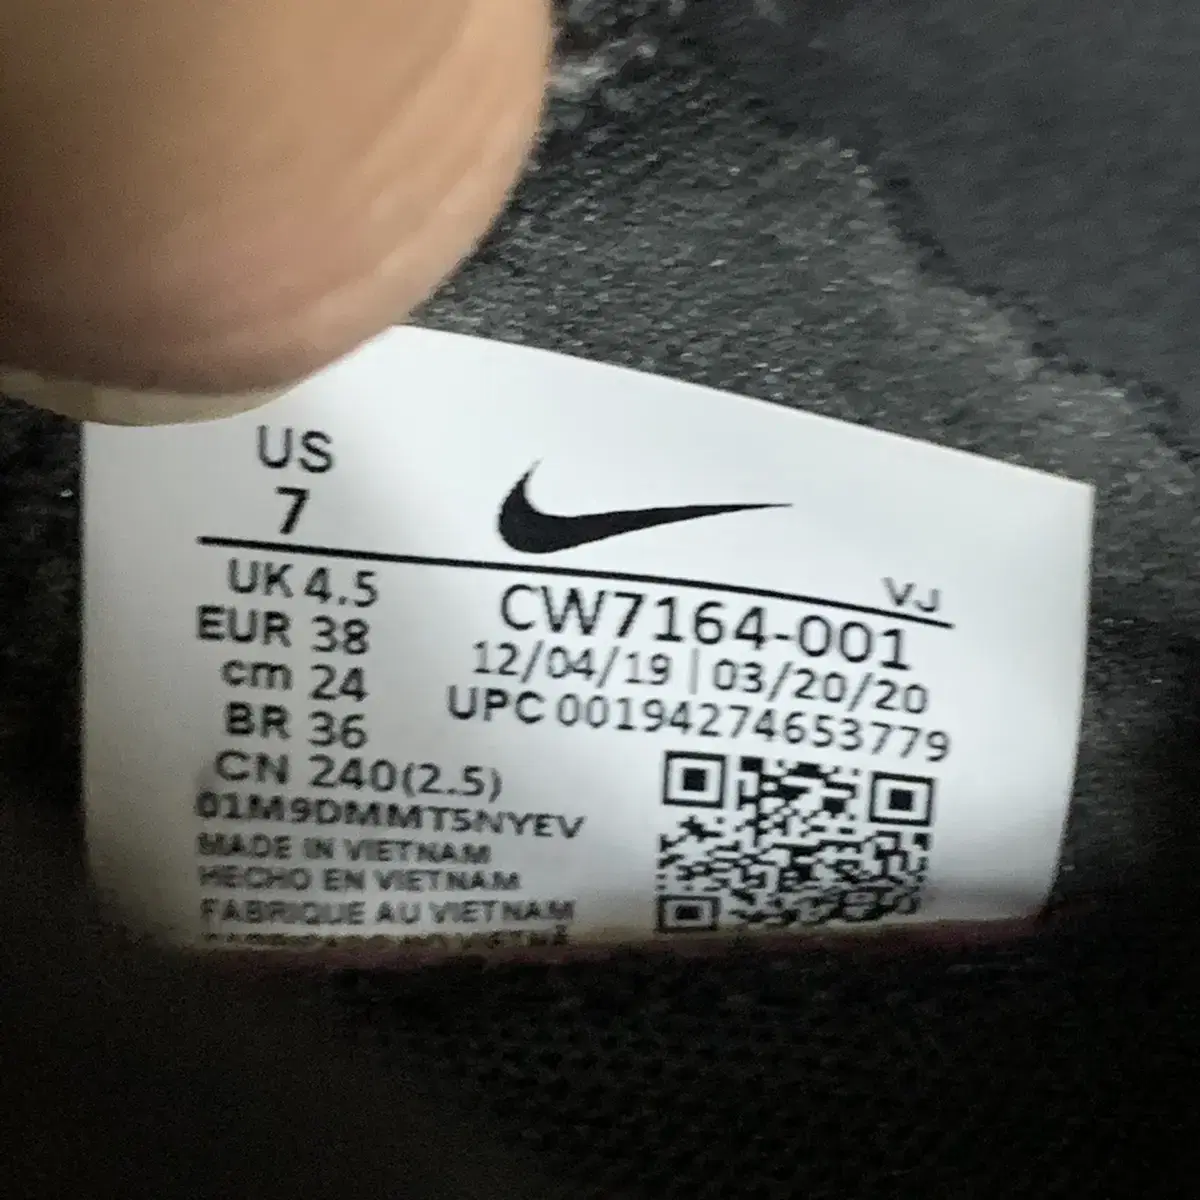 US
7
VJ
UK 4.5
EUR 38
cm 24
BR 36
CN 240(2.5)
CW7164-001
12/04/19 | 03/20/20
UPC 00194274653779
01M9DMMT5NYEV
MADE IN VIETNAM
HECHO EN VIETNAM
FABRIQUE AU VIETNAM